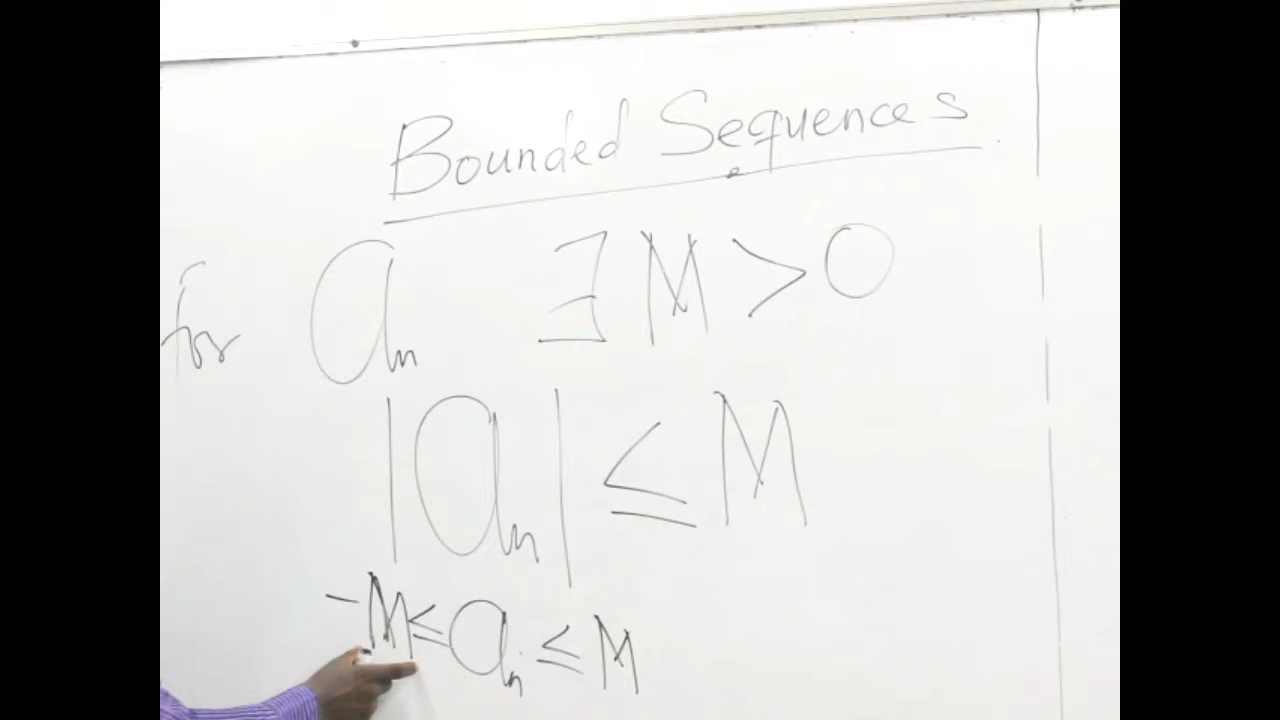 Bounded Sequences
for aₙ ∃ M > 0
|aₙ| ≤ M
-M ≤ aₙ ≤ M